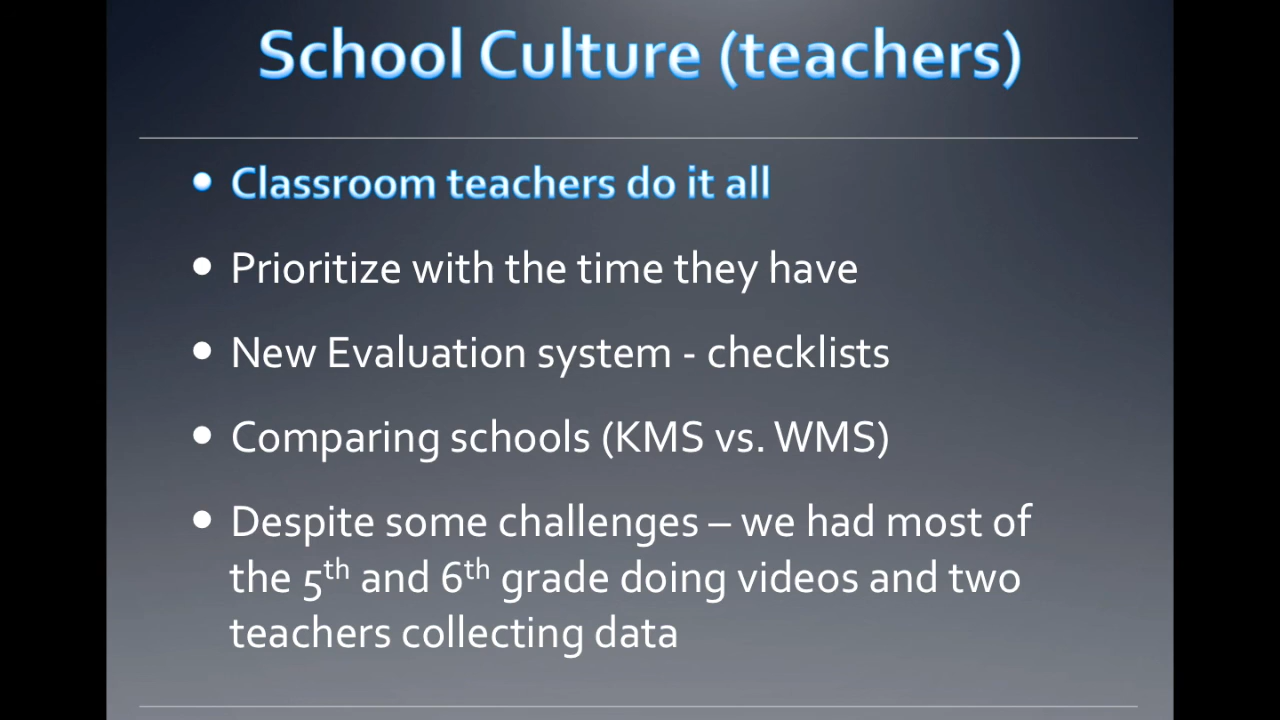 School Culture (teachers)
• Classroom teachers do it all
• Prioritize with the time they have
• New Evaluation system - checklists
• Comparing schools (KMS vs. WMS)
• Despite some challenges – we had most of
the 5th and 6th grade doing videos and two
teachers collecting data